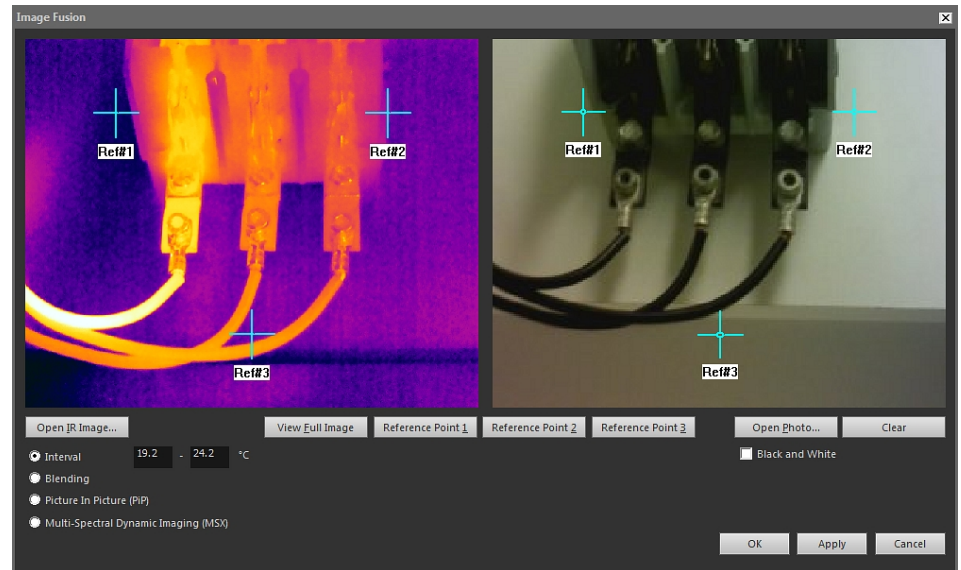 Image Fusion
Ref#1
Ref#2
Ref#3
Ref#1
Ref#2
Ref#3
Open IR Image...
View Full Image
Reference Point 1
Reference Point 2
Reference Point 3
Open Photo...
Clear
Interval 19.2 - 24.2 °C
Black and White
Blending
Picture In Picture (PiP)
Multi-Spectral Dynamic Imaging (MSX)
OK
Apply
Cancel